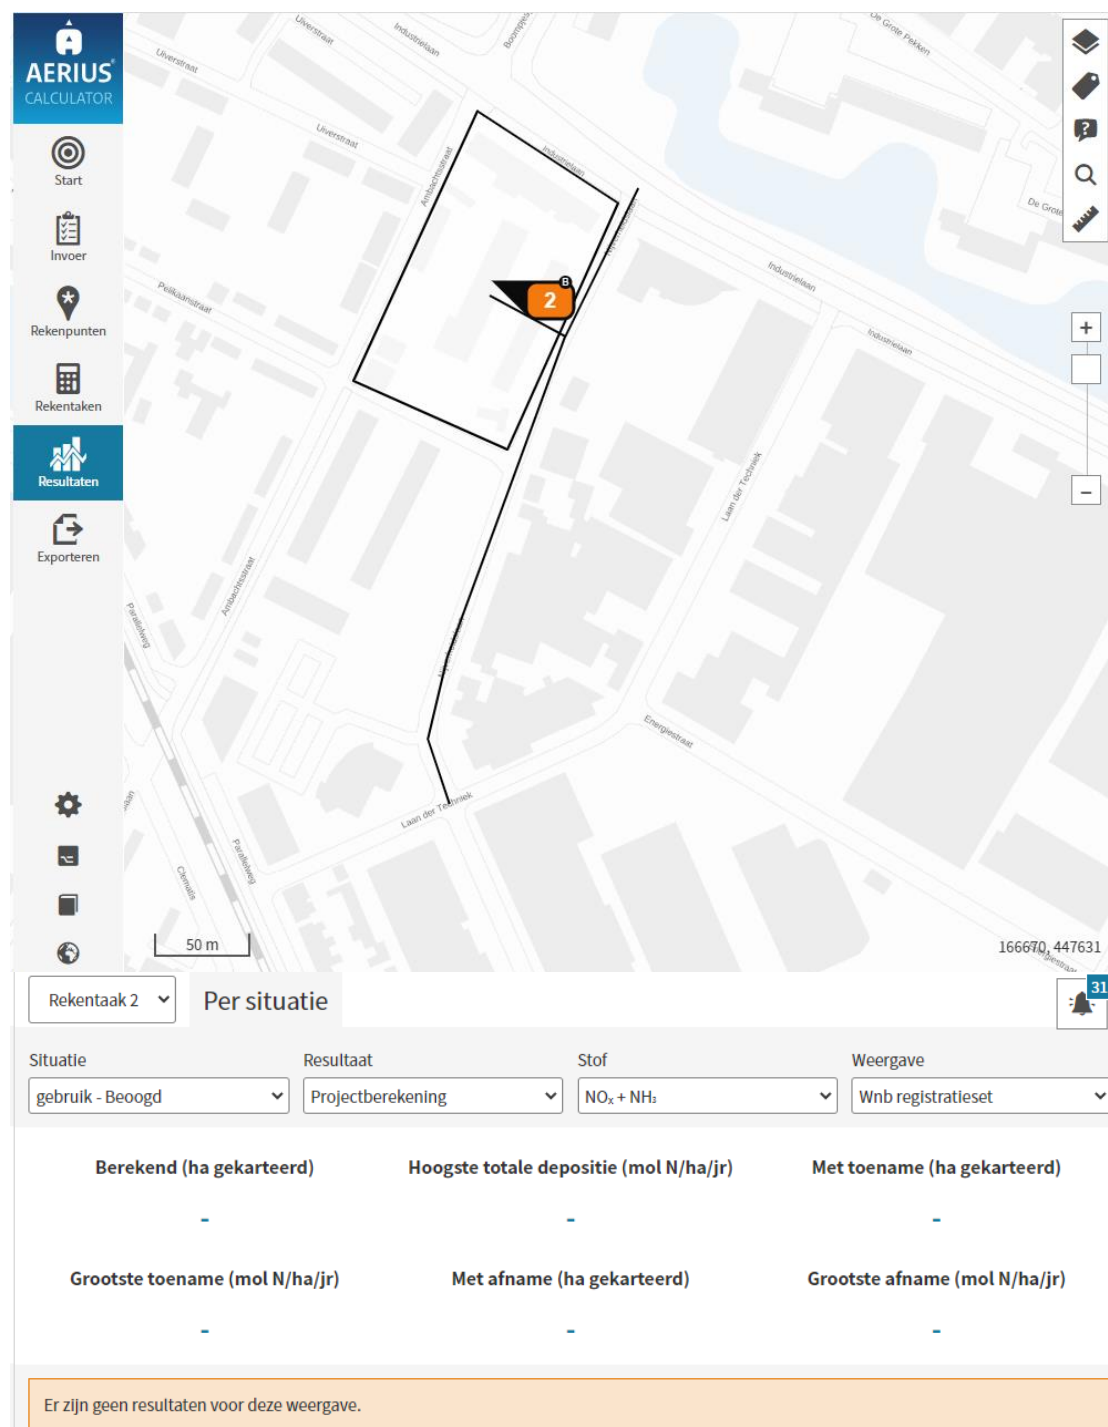 AERIUS®
CALCULATOR
Start
Invoer
Rekenpunten
Rekentaken
Resultaten
Exporteren
Uiverstraat
Industrielaan
De Grote Pekken
Uiverstraat
Uiverstraat
Ambachtsstraat
Industrielaan
De Grote
Pelikaanstraat
Industrielaan
Industrielaan
B
2
+
−
Laan der Techniek
Ambachtsstraat
Parallelweg
Energiestraat
Laan der Techniek
Parallelweg
Clematis
50 m
166670, 447631
Rekentaak 2
Per situatie
31
Situatie
Resultaat
Stof
Weergave
gebruik - Beoogd
Projectberekening
NOₓ + NH₃
Wnb registratieset
Berekend (ha gekarteerd)
Hoogste totale depositie (mol N/ha/jr)
Met toename (ha gekarteerd)
-
-
-
Grootste toename (mol N/ha/jr)
Met afname (ha gekarteerd)
Grootste afname (mol N/ha/jr)
-
-
-
Er zijn geen resultaten voor deze weergave.